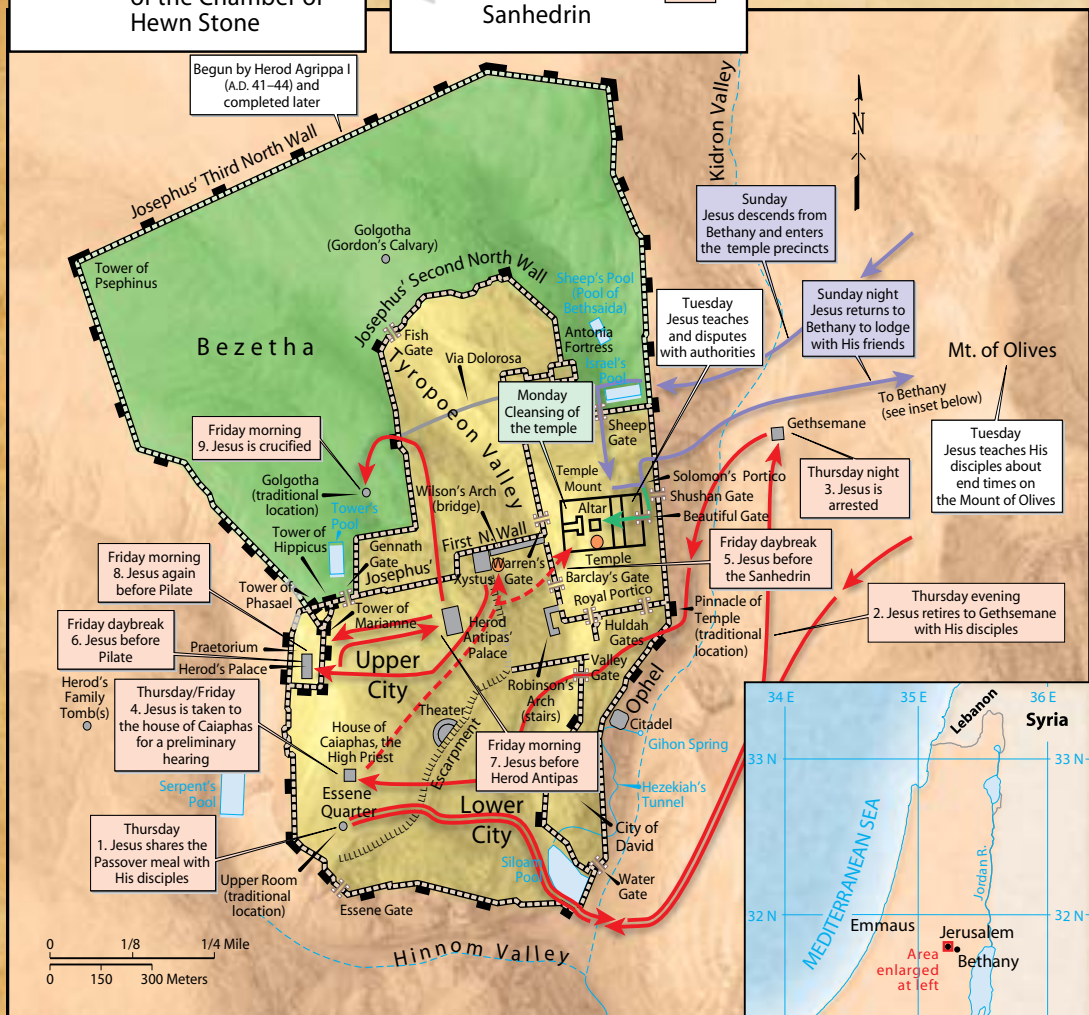 of the Chamber of
Hewn Stone
Sanhedrin
Begun by Herod Agrippa I
(A.D. 41–44) and
completed later
Josephus' Third North Wall
Kidron Valley
N
Sunday
Jesus descends from
Bethany and enters
the temple precincts
Golgotha
(Gordon's Calvary)
Tower of
Psephinus
Josephus' Second North Wall
Sheep's Pool
(Pool of
Bethsaida)
Sunday night
Jesus returns to
Bethany to lodge
with His friends
Tuesday
Jesus teaches
and disputes
with authorities
Bezetha
Fish
Gate
Antonia
Fortress
Via Dolorosa
Israel's
Pool
Mt. of Olives
To Bethany
(see inset below)
Tyropoeon Valley
Monday
Cleansing of
the temple
Sheep
Gate
Gethsemane
Tuesday
Jesus teaches His
disciples about
end times on
the Mount of Olives
Friday morning
9. Jesus is crucified
Thursday night
3. Jesus is
arrested
Golgotha
(traditional
location)
Wilson's Arch
(bridge)
Temple
Mount
Solomon's Portico
Shushan Gate
Beautiful Gate
Altar
Tower's
Pool
Tower of
Hippicus
Gennath
Gate
Josephus'
First N. Wall
Xystus
Warren's
Gate
Temple
Barclay's Gate
Royal Portico
Friday daybreak
5. Jesus before
the Sanhedrin
Friday morning
8. Jesus again
before Pilate
Tower of
Phasael
Tower of
Mariamne
Herod
Antipas'
Palace
Huldah
Gates
Pinnacle of
Temple
(traditional
location)
Thursday evening
2. Jesus retires to Gethsemane
with His disciples
Friday daybreak
6. Jesus before
Pilate
Praetorium
Herod's Palace
Upper
City
Valley
Gate
Robinson's
Arch
(stairs)
Ophel
Herod's
Family
Tomb(s)
Thursday/Friday
4. Jesus is taken to
the house of Caiaphas
for a preliminary
hearing
Theater
House of
Caiaphas, the
High Priest
Escarpment
Friday morning
7. Jesus before
Herod Antipas
Citadel
Gihon Spring
Serpent's
Pool
Essene
Quarter
Lower
City
Hezekiah's
Tunnel
Thursday
1. Jesus shares the
Passover meal with
His disciples
City of
David
Siloam
Pool
Upper Room
(traditional
location)
Water
Gate
Essene Gate
Hinnom Valley
0 1/8 1/4 Mile
0 150 300 Meters
34 E 35 E 36 E
Lebanon
Syria
33 N 33 N
MEDITERRANEAN SEA
Jordan R.
32 N 32 N
Emmaus
Jerusalem
Bethany
Area
enlarged
at left